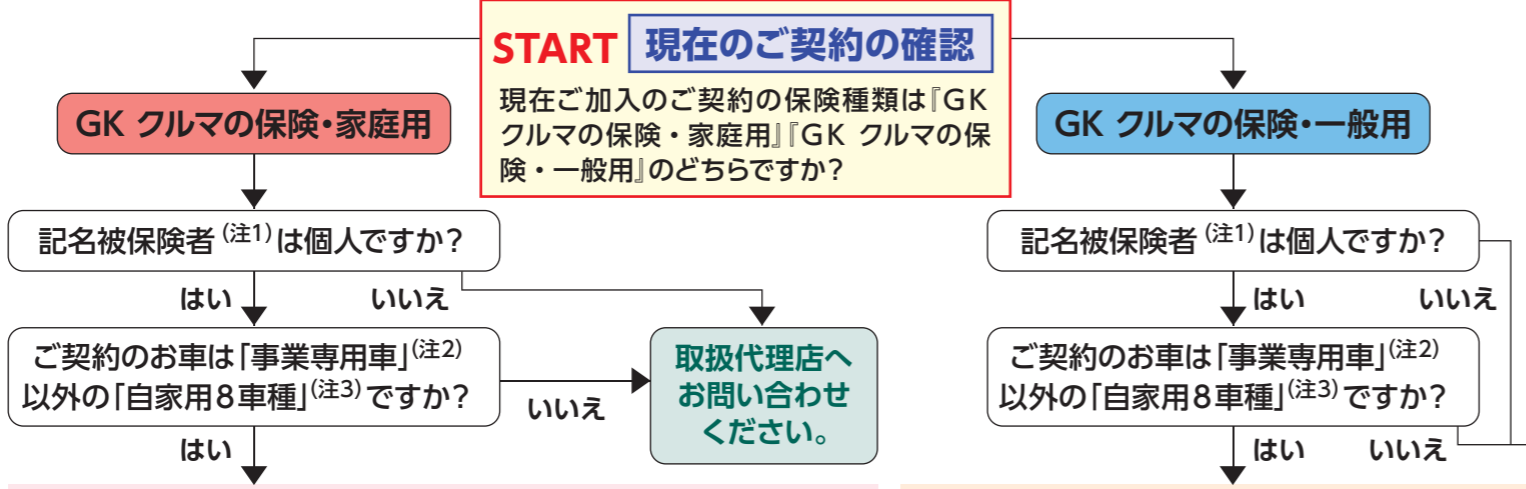 START 現在のご契約の確認
現在ご加入のご契約の保険種類は『GK
クルマの保険・家庭用』『GK クルマの保
険・一般用』のどちらですか?
GK クルマの保険・家庭用
記名被保険者(注1)は個人ですか?
はい いいえ
ご契約のお車は「事業専用車」(注2)
以外の「自家用8車種」(注3)ですか?
いいえ
はい
取扱代理店へ
お問い合わせ
ください。
GK クルマの保険・一般用
記名被保険者(注1)は個人ですか?
はい いいえ
ご契約のお車は「事業専用車」(注2)
以外の「自家用8車種」(注3)ですか?
はい いいえ